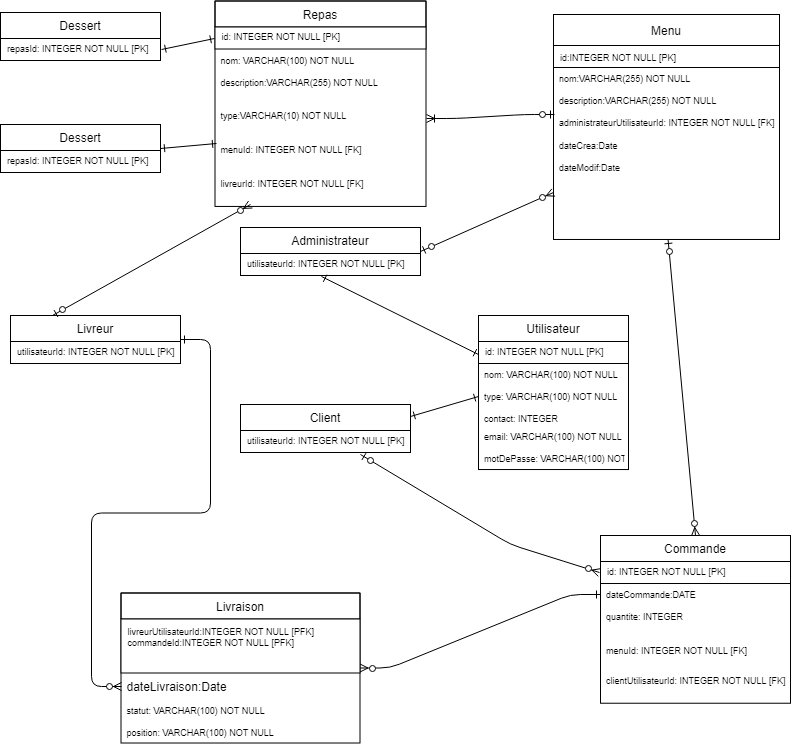 Dessert
repasId: INTEGER NOT NULL [PK]
Dessert
repasId: INTEGER NOT NULL [PK]
Repas
id: INTEGER NOT NULL [PK]
nom: VARCHAR(100) NOT NULL
description:VARCHAR(255) NOT NULL
type:VARCHAR(10) NOT NULL
menuId: INTEGER NOT NULL [FK]
livreurId: INTEGER NOT NULL [FK]
Menu
id:INTEGER NOT NULL [PK]
nom:VARCHAR(255) NOT NULL
description:VARCHAR(255) NOT NULL
administrateurUtilisateurId: INTEGER NOT NULL [FK]
dateCrea:Date
dateModif:Date
Administrateur
utilisateurId: INTEGER NOT NULL [PK]
Livreur
utilisateurId: INTEGER NOT NULL [PK]
Utilisateur
id: INTEGER NOT NULL [PK]
nom: VARCHAR(100) NOT NULL
type: VARCHAR(100) NOT NULL
contact: INTEGER
email: VARCHAR(100) NOT NULL
motDePasse: VARCHAR(100) NOT
Client
utilisateurId: INTEGER NOT NULL [PK]
Commande
id: INTEGER NOT NULL [PK]
dateCommande:DATE
quantite: INTEGER
menuId: INTEGER NOT NULL [FK]
clientUtilisateurId: INTEGER NOT NULL [FK]
Livraison
livreurUtilisateurId:INTEGER NOT NULL [PFK]
commandeId:INTEGER NOT NULL [PFK]
dateLivraison:Date
statut: VARCHAR(100) NOT NULL
position: VARCHAR(100) NOT NULL